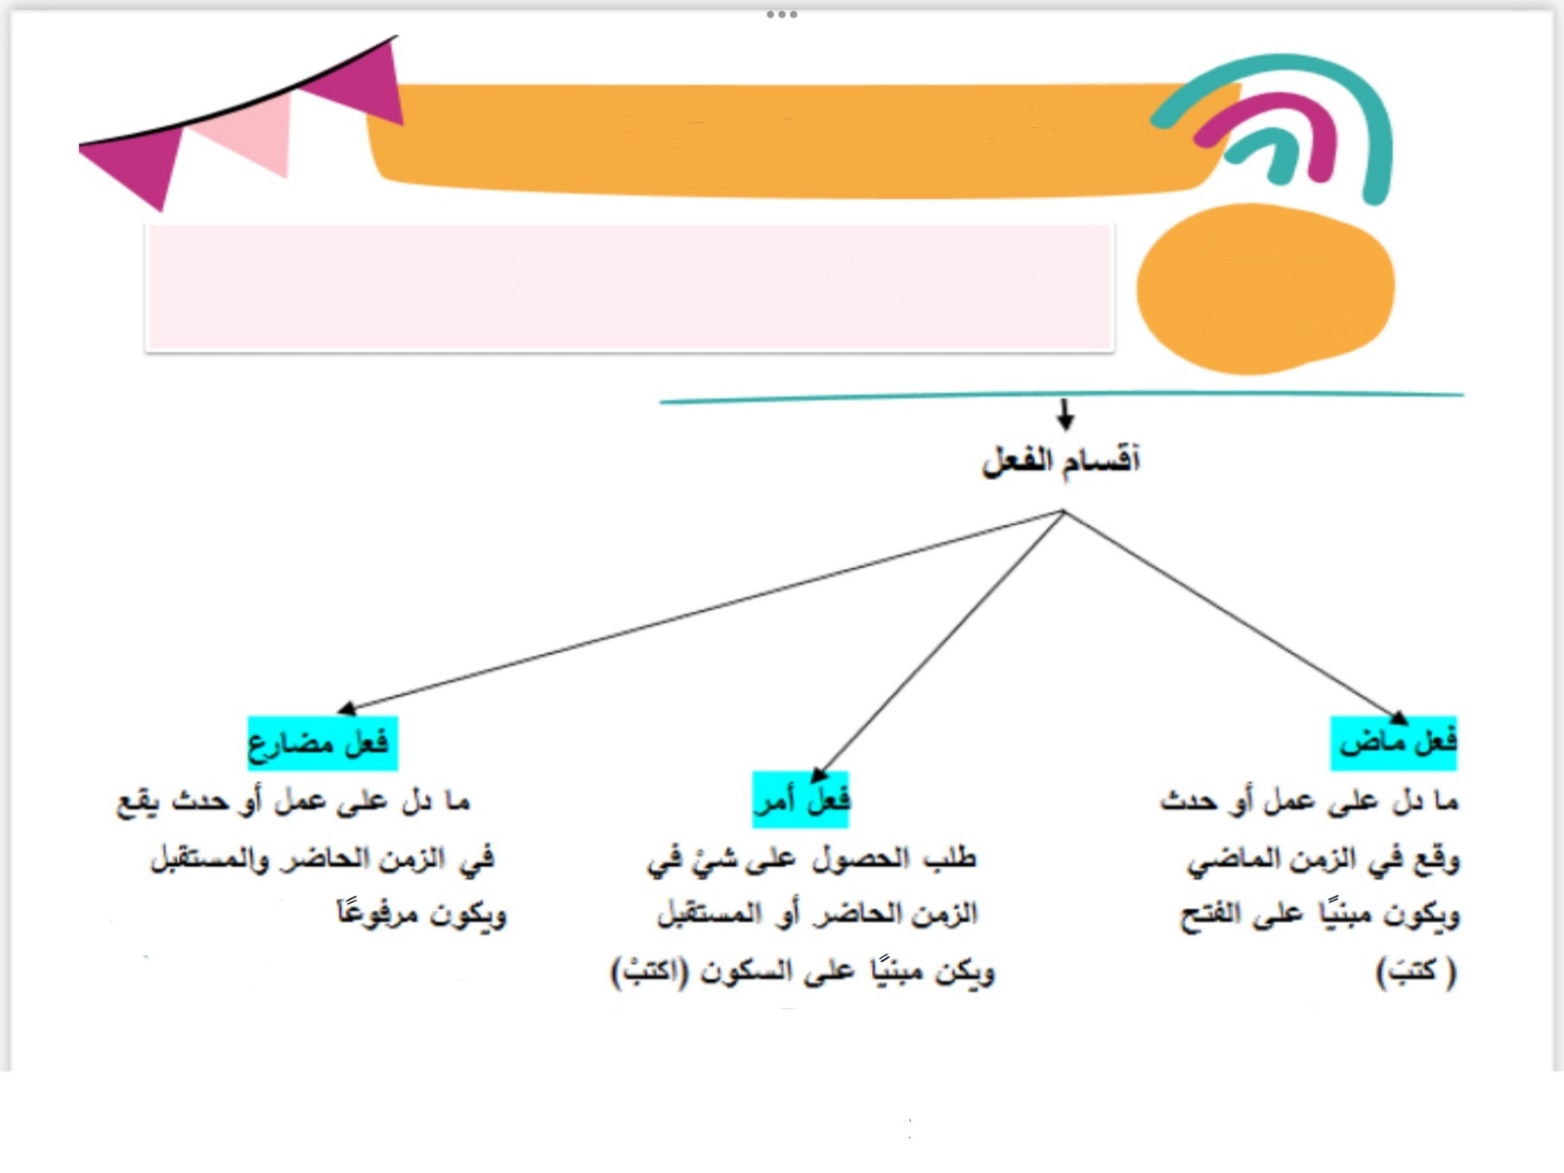 أقسام الفعل
فعل ماض
ما دل على عمل أو حدث
وقع في الزمن الماضي
ويكون مبنيًا على الفتح
( كتبَ)
فعل أمر
طلب الحصول على شيْ في
الزمن الحاضر أو المستقبل
ويكن مبنيًا على السكون (اكتبْ)
فعل مضارع
ما دل على عمل أو حدث يقع
في الزمن الحاضر والمستقبل
ويكون مرفوعًا